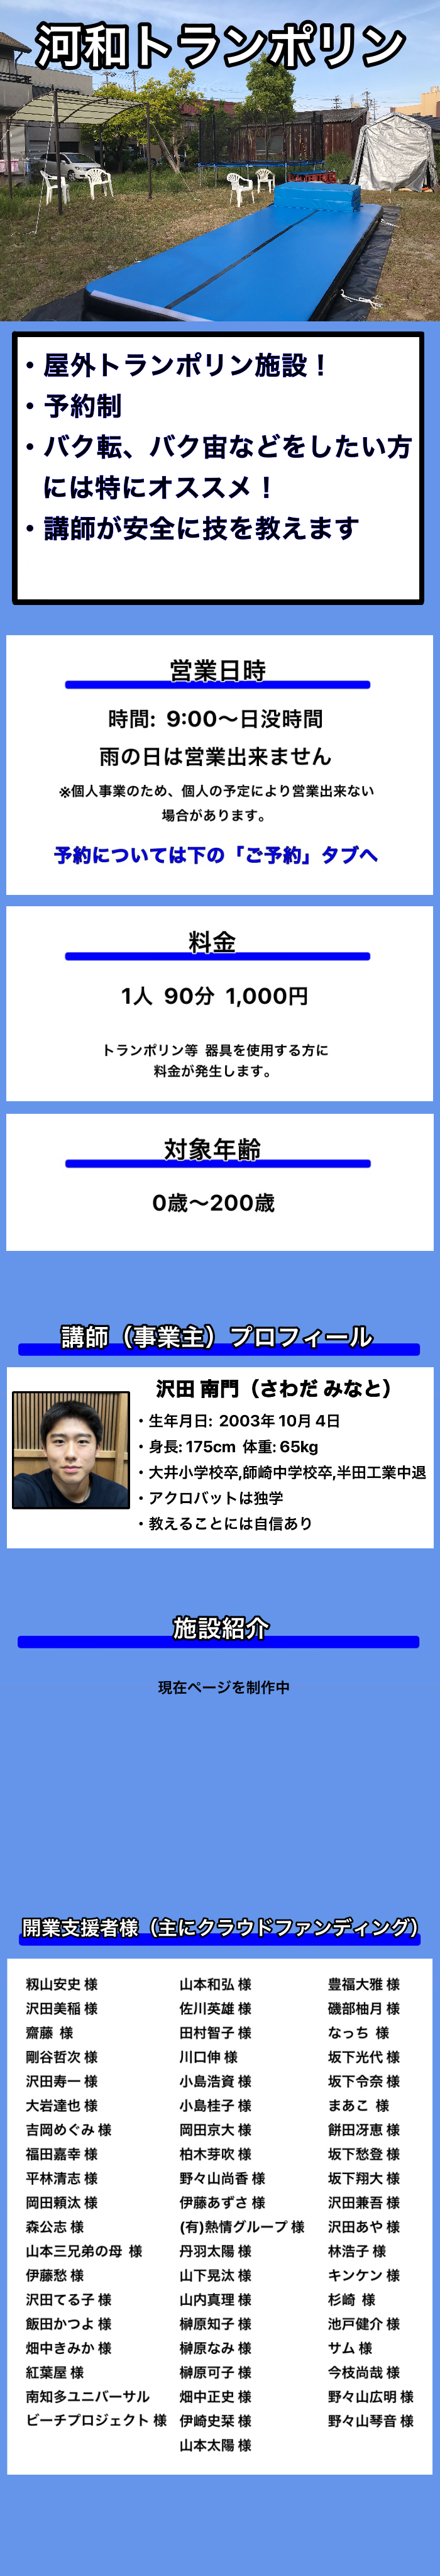 河和トランポリン
・屋外トランポリン施設！
・予約制
・バク転、バク宙などをしたい方
には特にオススメ！
・講師が安全に技を教えます
営業日時
時間: 9:00〜日没時間
雨の日は営業出来ません
※個人事業のため、個人の予定により営業出来ない
場合があります。
予約については下の「ご予約」タブへ
料金
1人 90分 1,000円
トランポリン等 器具を使用する方に
料金が発生します。
対象年齢
0歳〜200歳
講師（事業主）プロフィール
沢田 南門（さわだ みなと）
・生年月日: 2003年 10月 4日
・身長: 175cm 体重: 65kg
・大井小学校卒,師崎中学校卒,半田工業中退
・アクロバットは独学
・教えることには自信あり
施設紹介
現在ページを制作中
開業支援者様（主にクラウドファンディング）
籾山安史 様
沢田美稲 様
齋藤 様
剛谷哲次 様
沢田寿一 様
大岩達也 様
吉岡めぐみ 様
福田嘉幸 様
平林清志 様
岡田頼汰 様
森公志 様
山本三兄弟の母 様
伊藤愁 様
沢田てる子 様
飯田かつよ 様
畑中きみか 様
紅葉屋 様
南知多ユニバーサル
ビーチプロジェクト 様
山本和弘 様
佐川英雄 様
田村智子 様
川口伸 様
小島浩資 様
小島桂子 様
岡田京大 様
柏木芽吹 様
野々山尚香 様
伊藤あずさ 様
(有)熱情グループ 様
丹羽太陽 様
山下晃汰 様
山内真理 様
榊原知子 様
榊原なみ 様
榊原可子 様
畑中正史 様
伊崎史栞 様
山本太陽 様
豊福大雅 様
磯部柚月 様
なっち 様
坂下光代 様
坂下令奈 様
まあこ 様
餅田冴恵 様
坂下愁登 様
坂下翔大 様
沢田兼吾 様
沢田あや 様
林浩子 様
キンケン 様
杉崎 様
池戸健介 様
サム 様
今枝尚哉 様
野々山広明 様
野々山琴音 様